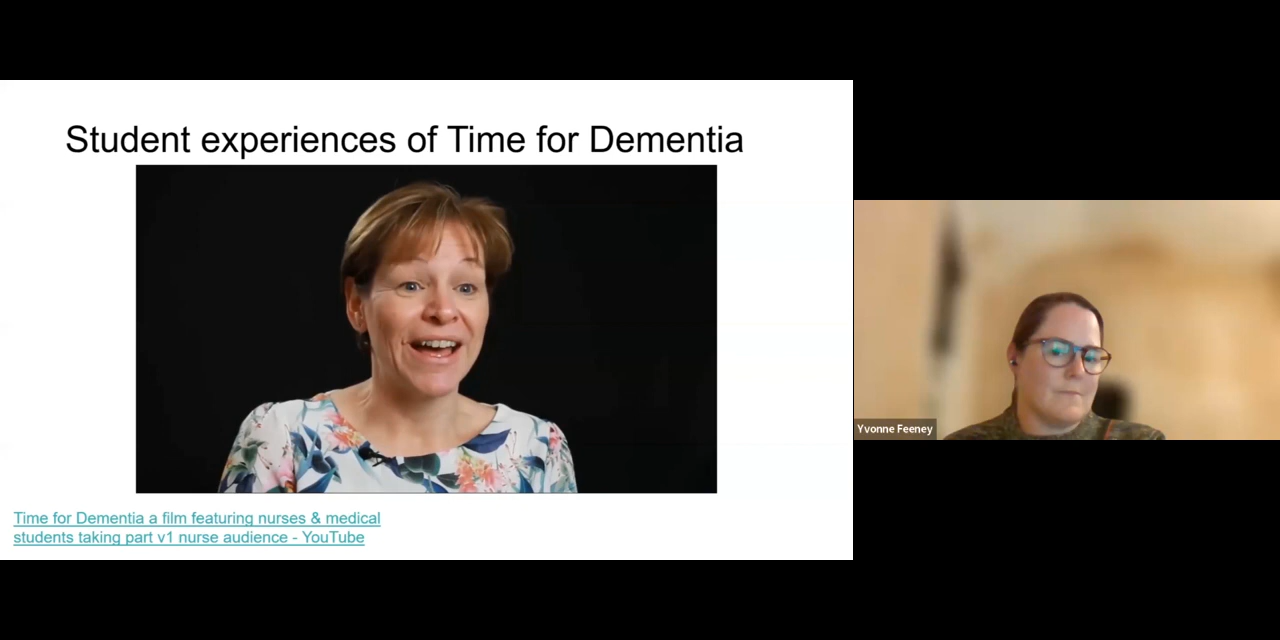 Student experiences of Time for Dementia
Time for Dementia a film featuring nurses & medical
students taking part v1 nurse audience - YouTube
Yvonne Feeney